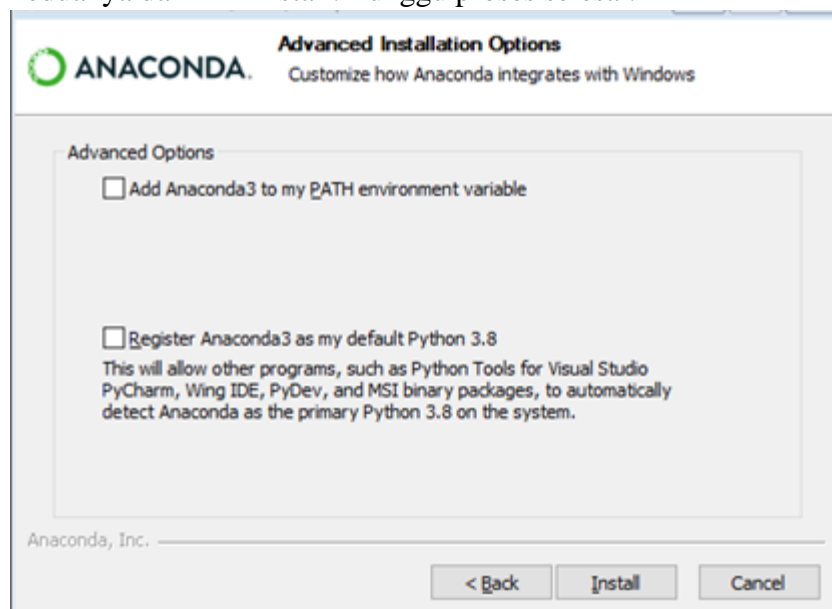 Advanced Installation Options
ANACONDA.
Customize how Anaconda integrates with Windows
Advanced Options
Add Anaconda3 to my PATH environment variable
Register Anaconda3 as my default Python 3.8
This will allow other programs, such as Python Tools for Visual Studio
PyCharm, Wing IDE, PyDev, and MSI binary packages, to automatically
detect Anaconda as the primary Python 3.8 on the system.
Anaconda, Inc.
< Back Install Cancel